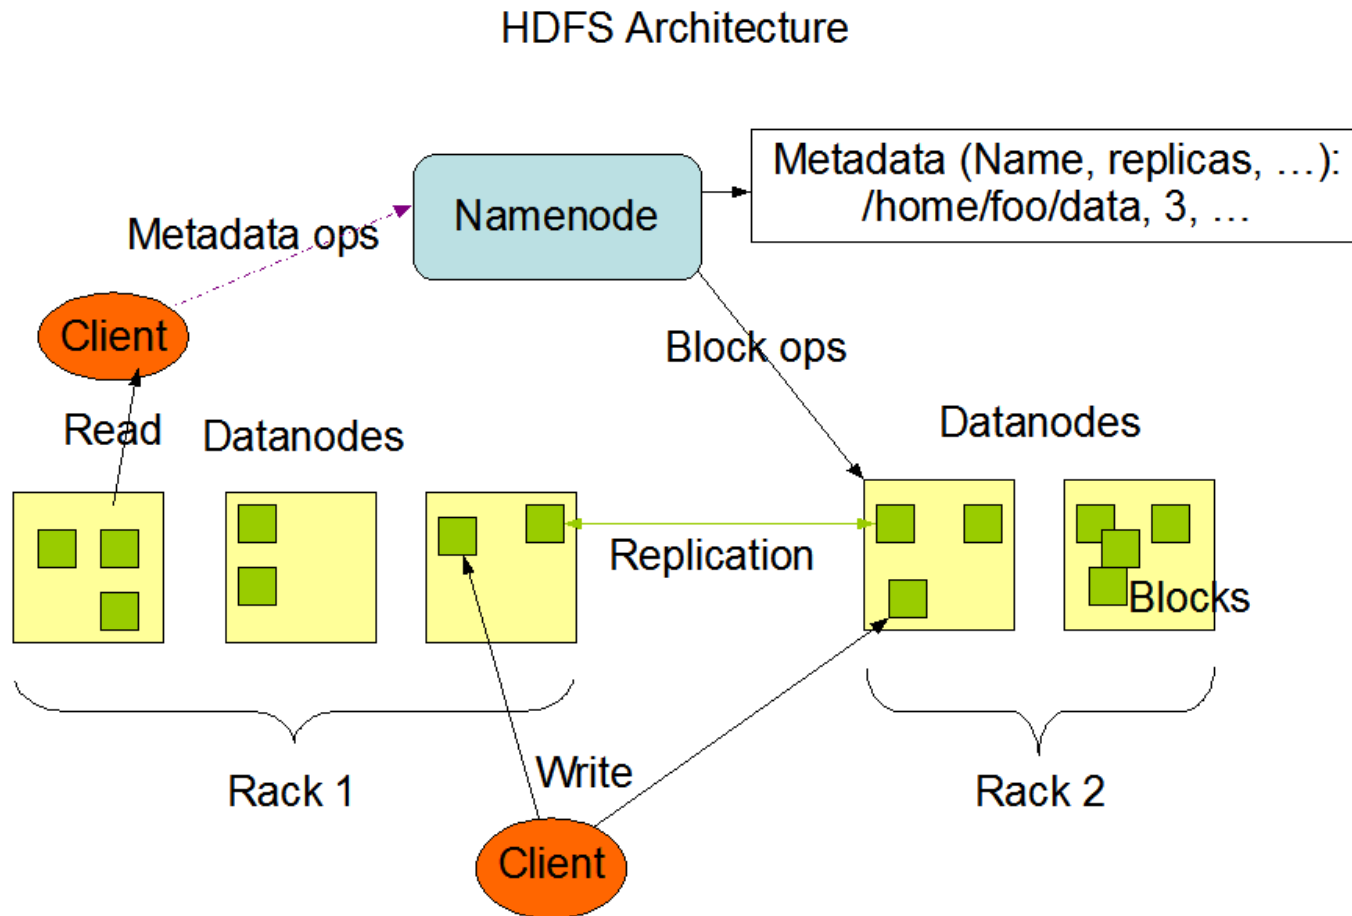 HDFS Architecture
Metadata (Name, replicas, …):
/home/foo/data, 3, …
Namenode
Metadata ops
Client
Block ops
Read
Datanodes
Datanodes
Replication
Blocks
Rack 1
Write
Rack 2
Client